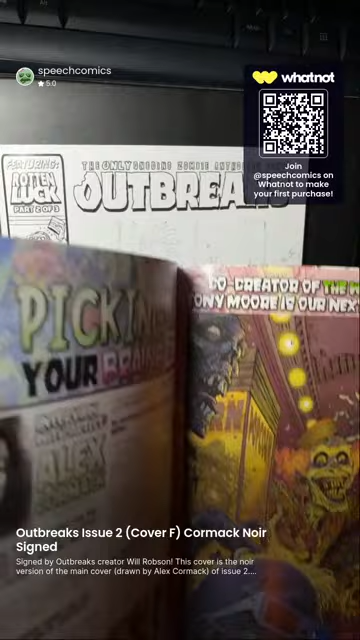 speechcomics
★ 5.0
whatnot
Join
@speechcomics on
Whatnot to make
your first purchase!
FEATURING:
ROTTEN
LUCK
PART 2 OF 3
THE ONLY ONGOING ZOMBIE
OUTBREAKS
PICKIN
YOUR BRAINS
ALEX
CO-CREATOR OF THE
TONY MOORE IS OUR NEX
Outbreaks Issue 2 (Cover F) Cormack Noir
Signed
Signed by Outbreaks creator Will Robson! This cover is the noir
version of the main cover (drawn by Alex Cormack) of issue 2....